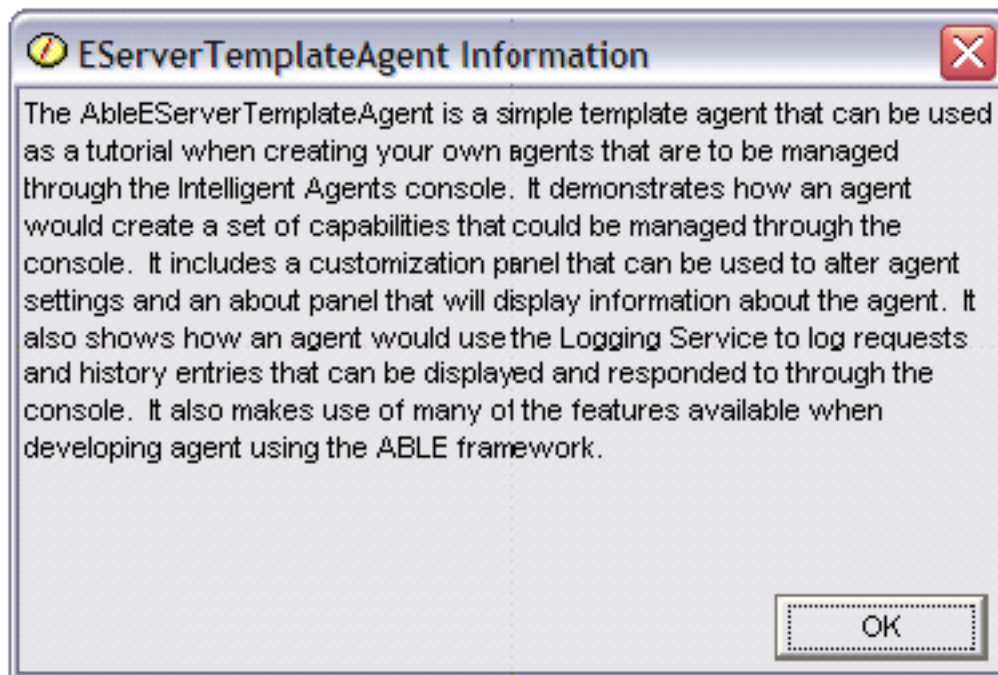 EServerTemplateAgent Information
The AbleEServerTemplateAgent is a simple template agent that can be used
as a tutorial when creating your own agents that are to be managed
through the Intelligent Agents console. It demonstrates how an agent
would create a set of capabilities that could be managed through the
console. It includes a customization panel that can be used to alter agent
settings and an about panel that will display information about the agent. It
also shows how an agent would use the Logging Service to log requests
and history entries that can be displayed and responded to through the
console. It also makes use of many of the features available when
developing agent using the ABLE framework.
OK